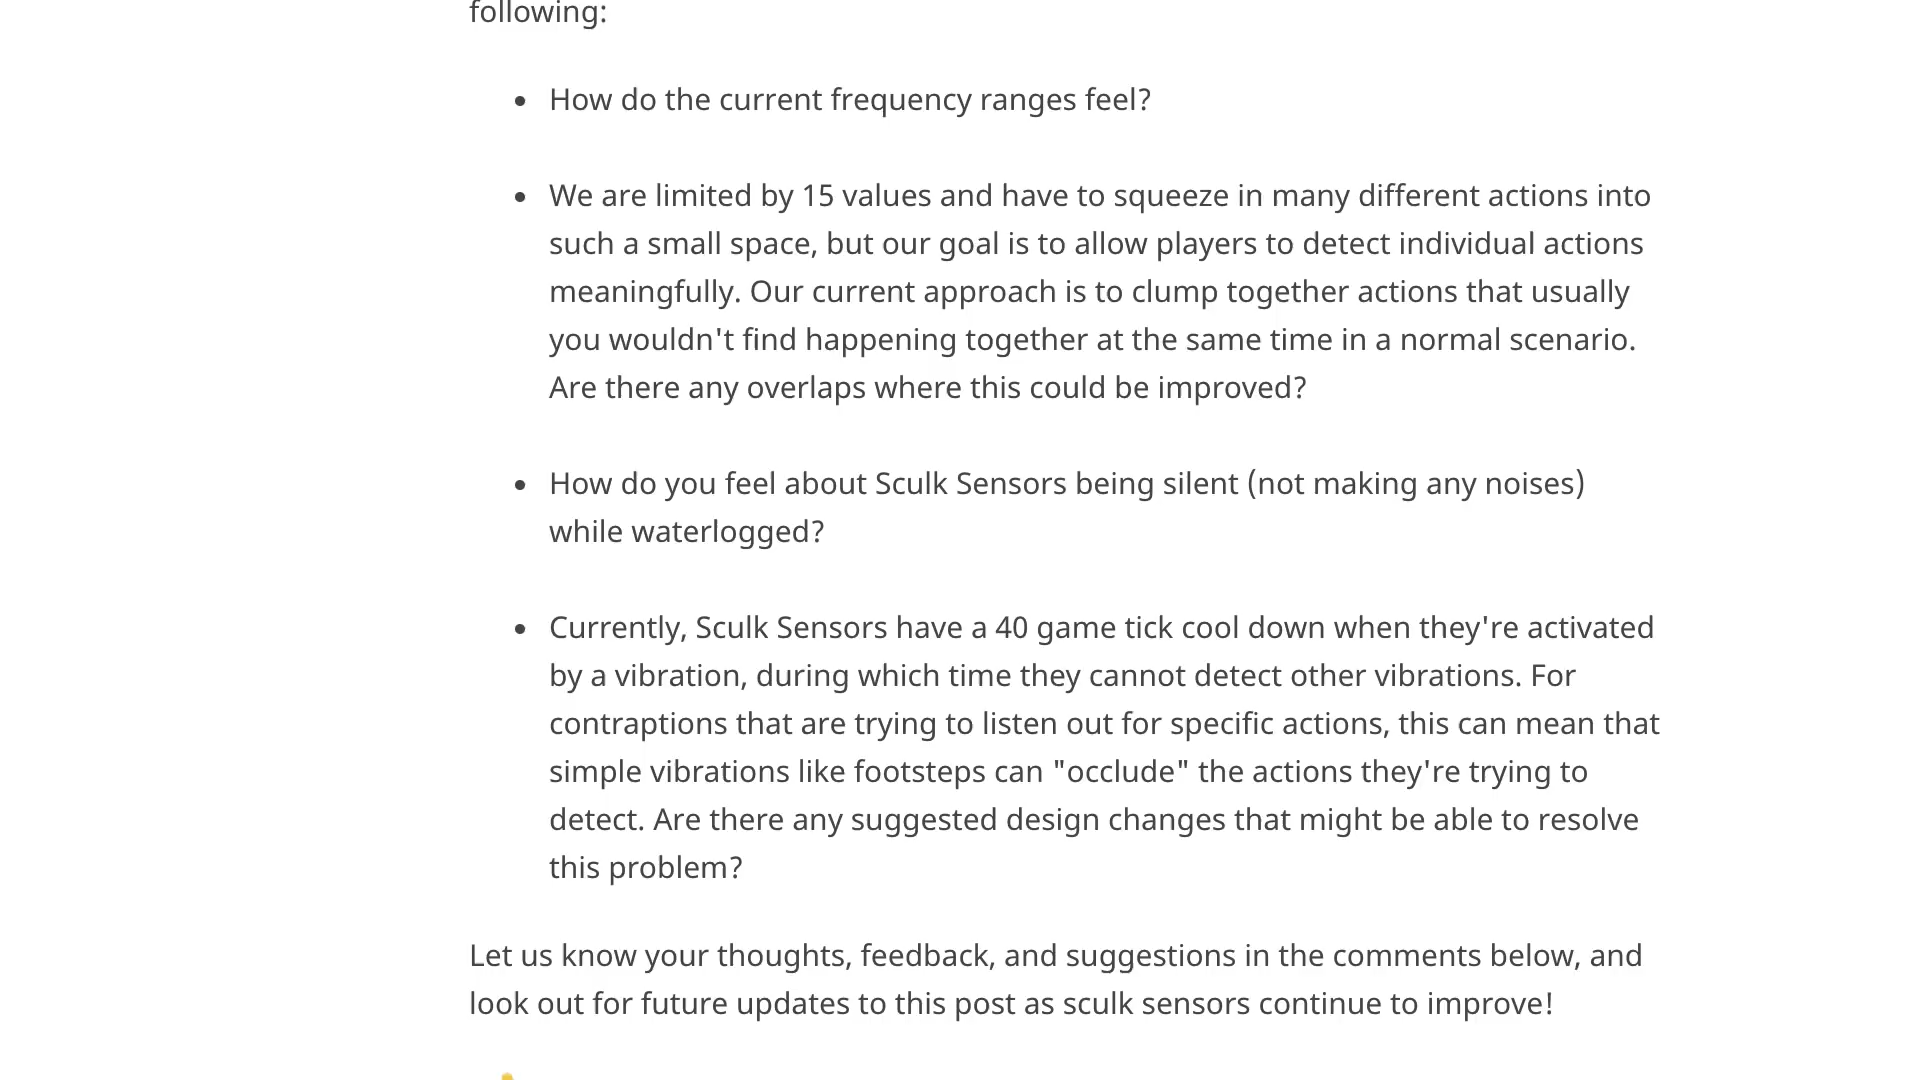 following:
How do the current frequency ranges feel?
We are limited by 15 values and have to squeeze in many different actions into
such a small space, but our goal is to allow players to detect individual actions
meaningfully. Our current approach is to clump together actions that usually
you wouldn't find happening together at the same time in a normal scenario.
Are there any overlaps where this could be improved?
How do you feel about Sculk Sensors being silent (not making any noises)
while waterlogged?
Currently, Sculk Sensors have a 40 game tick cool down when they're activated
by a vibration, during which time they cannot detect other vibrations. For
contraptions that are trying to listen out for specific actions, this can mean that
simple vibrations like footsteps can "occlude" the actions they're trying to
detect. Are there any suggested design changes that might be able to resolve
this problem?
Let us know your thoughts, feedback, and suggestions in the comments below, and
look out for future updates to this post as sculk sensors continue to improve!